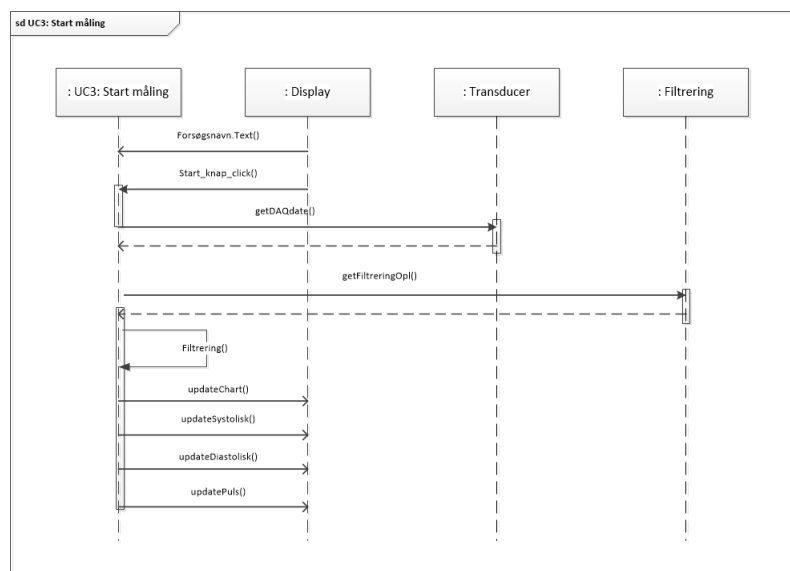 sd UC3: Start måling
: UC3: Start måling
: Display
: Transducer
: Filtrering
Forsøgsnavn.Text()
Start_knap_click()
getDAQdate()
getFiltreringOpl()
Filtrering()
updateChart()
updateSystolisk()
updateDiastolisk()
updatePuls()